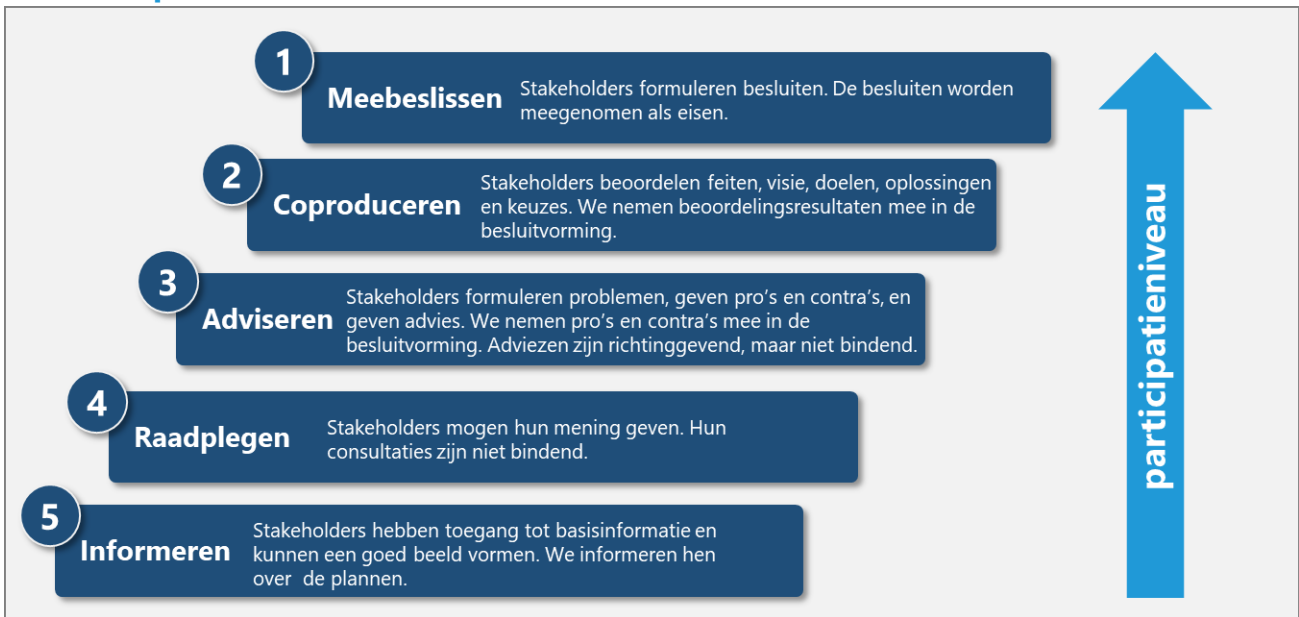 1
Meebeslissen
Stakeholders formuleren besluiten. De besluiten worden
meegenomen als eisen.
2
Coproduceren
Stakeholders beoordelen feiten, visie, doelen, oplossingen
en keuzes. We nemen beoordelingsresultaten mee in de
besluitvorming.
3
Adviseren
Stakeholders formuleren problemen, geven pro's en contra's, en
geven advies. We nemen pro's en contra's mee in de
besluitvorming. Adviezen zijn richtinggevend, maar niet bindend.
4
Raadplegen
Stakeholders mogen hun mening geven. Hun
consultaties zijn niet bindend.
5
Informeren
Stakeholders hebben toegang tot basisinformatie en
kunnen een goed beeld vormen. We informeren hen
over de plannen.
participatieniveau